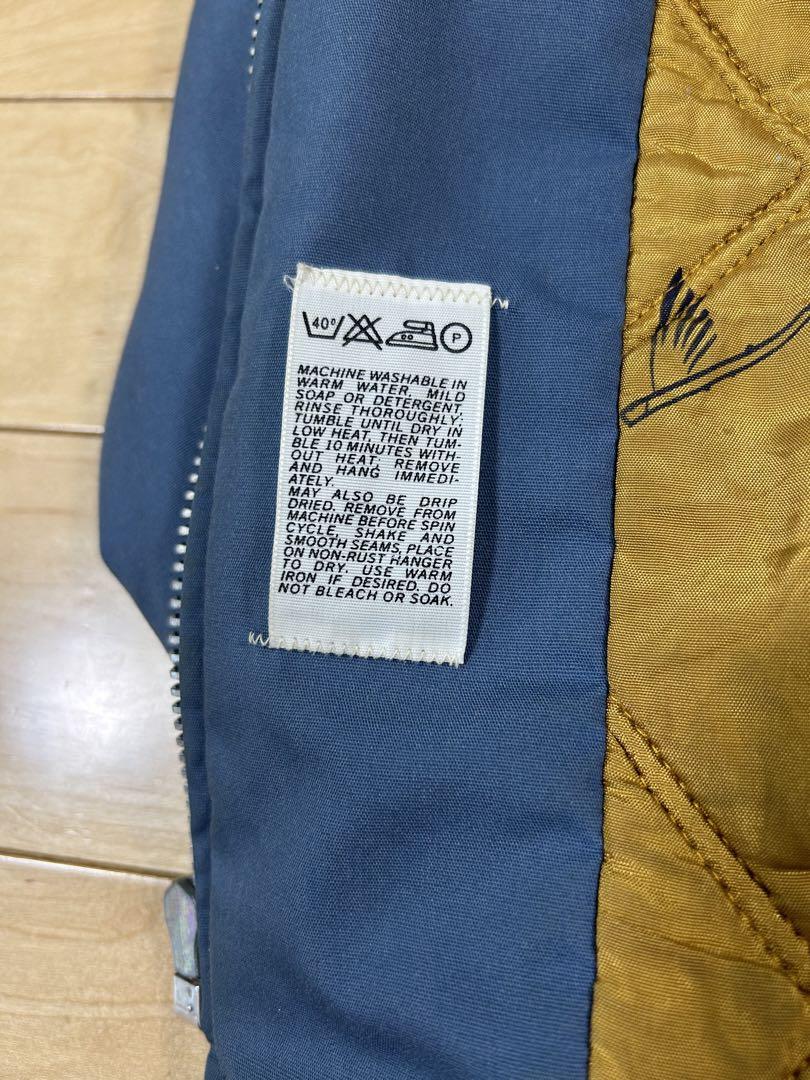 40°
P
MACHINE WASHABLE IN
WARM WATER, MILD
SOAP OR DETERGENT,
RINSE THOROUGHLY;
TUMBLE UNTIL DRY IN
LOW HEAT, THEN TUM-
BLE 10 MINUTES WITH-
OUT HEAT. REMOVE
AND HANG IMMEDI-
ATELY.
MAY ALSO BE DRIP
DRIED. REMOVE FROM
MACHINE BEFORE SPIN
CYCLE, SHAKE AND
SMOOTH SEAMS, PLACE
ON NON-RUST HANGER
TO DRY. USE WARM
IRON IF DESIRED. DO
NOT BLEACH OR SOAK.